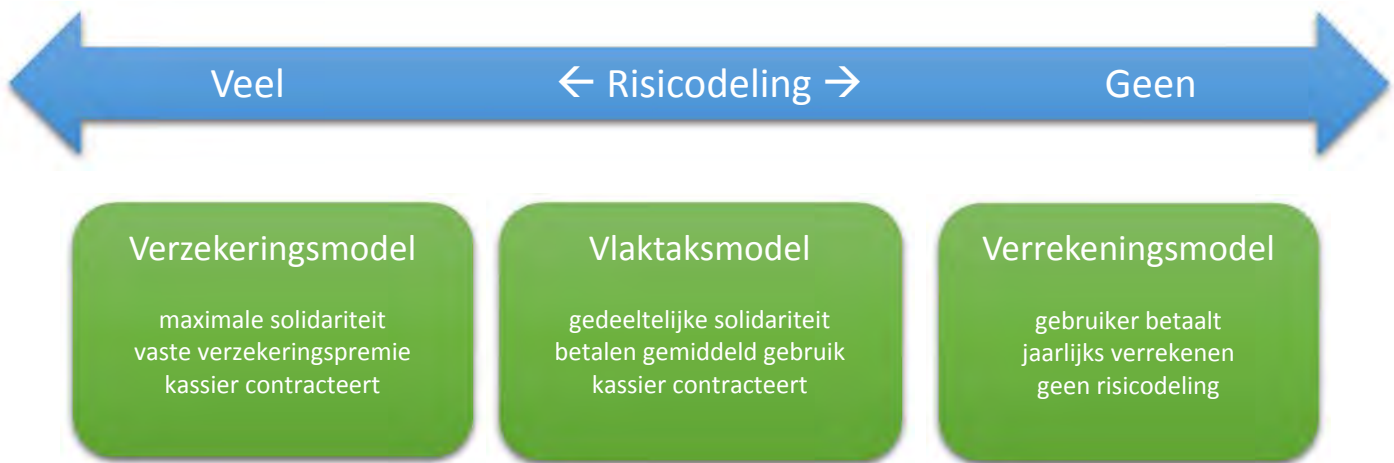 Veel ← Risicodeling → Geen
Verzekeringsmodel
maximale solidariteit
vaste verzekeringspremie
kassier contracteert
Vlaktaksmodel
gedeeltelijke solidariteit
betalen gemiddeld gebruik
kassier contracteert
Verrekeningsmodel
gebruiker betaalt
jaarlijks verrekenen
geen risicodeling